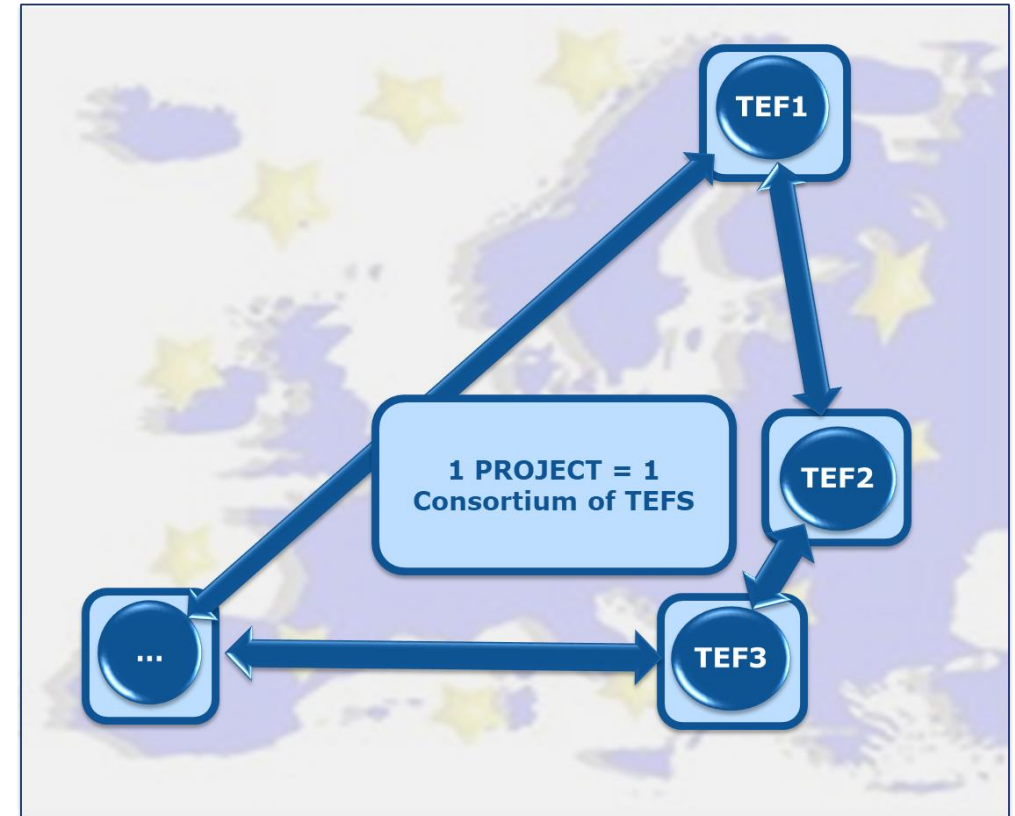 TEF1
1 PROJECT = 1
Consortium of TEFS
TEF2
...
TEF3